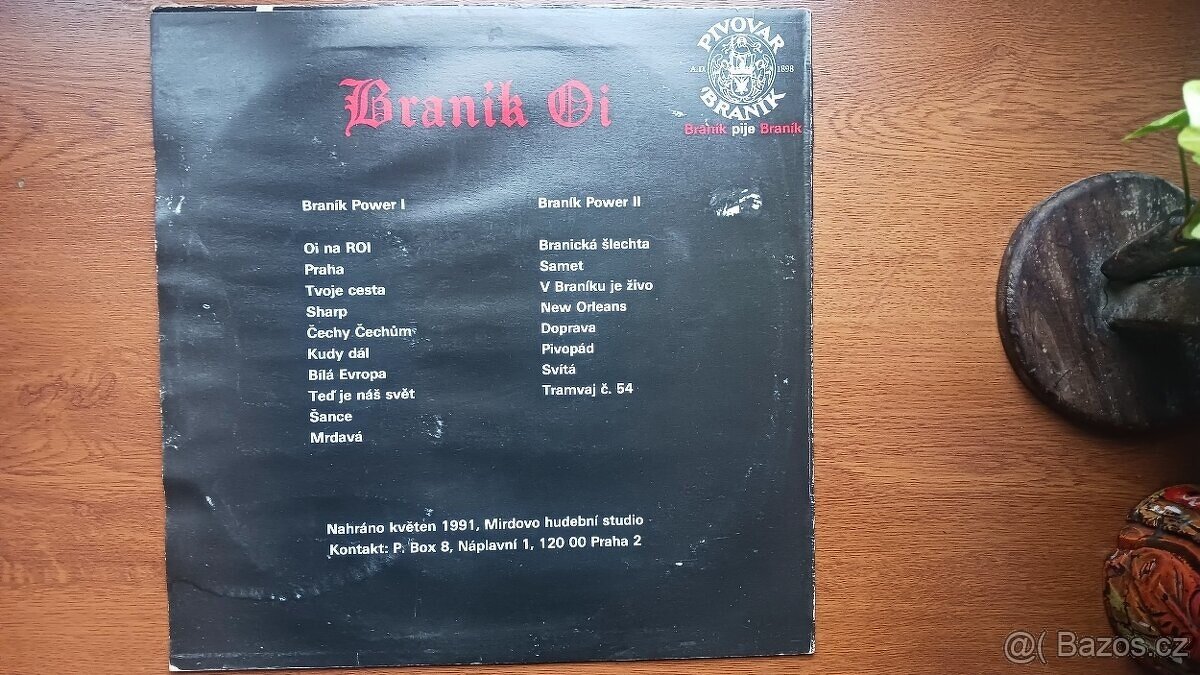 PIVOVAR
A.D. 1898
BRANÍK
Braník pije Braník
Braník Oi
Braník Power I
Oi na ROI
Praha
Tvoje cesta
Sharp
Čechy Čechům
Kudy dál
Bílá Evropa
Teď je náš svět
Šance
Mrdavá
Braník Power II
Branická šlechta
Samet
V Braníku je živo
New Orleans
Doprava
Pivopád
Svítá
Tramvaj č. 54
Nahráno květen 1991, Mirdovo hudební studio
Kontakt: P. Box 8, Náplavní 1, 120 00 Praha 2
@( Bazos.cz